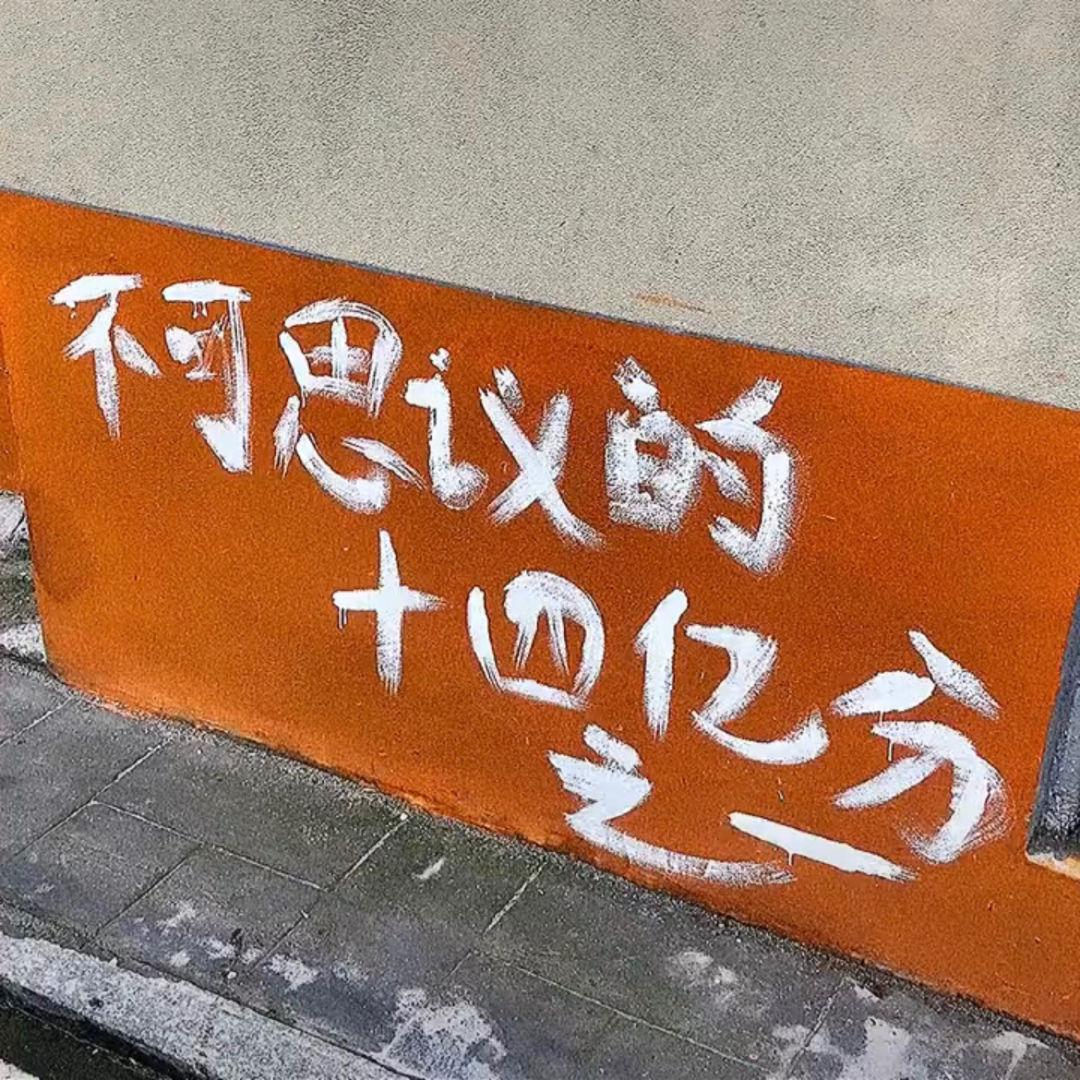 不可思议的
十四亿分
之一